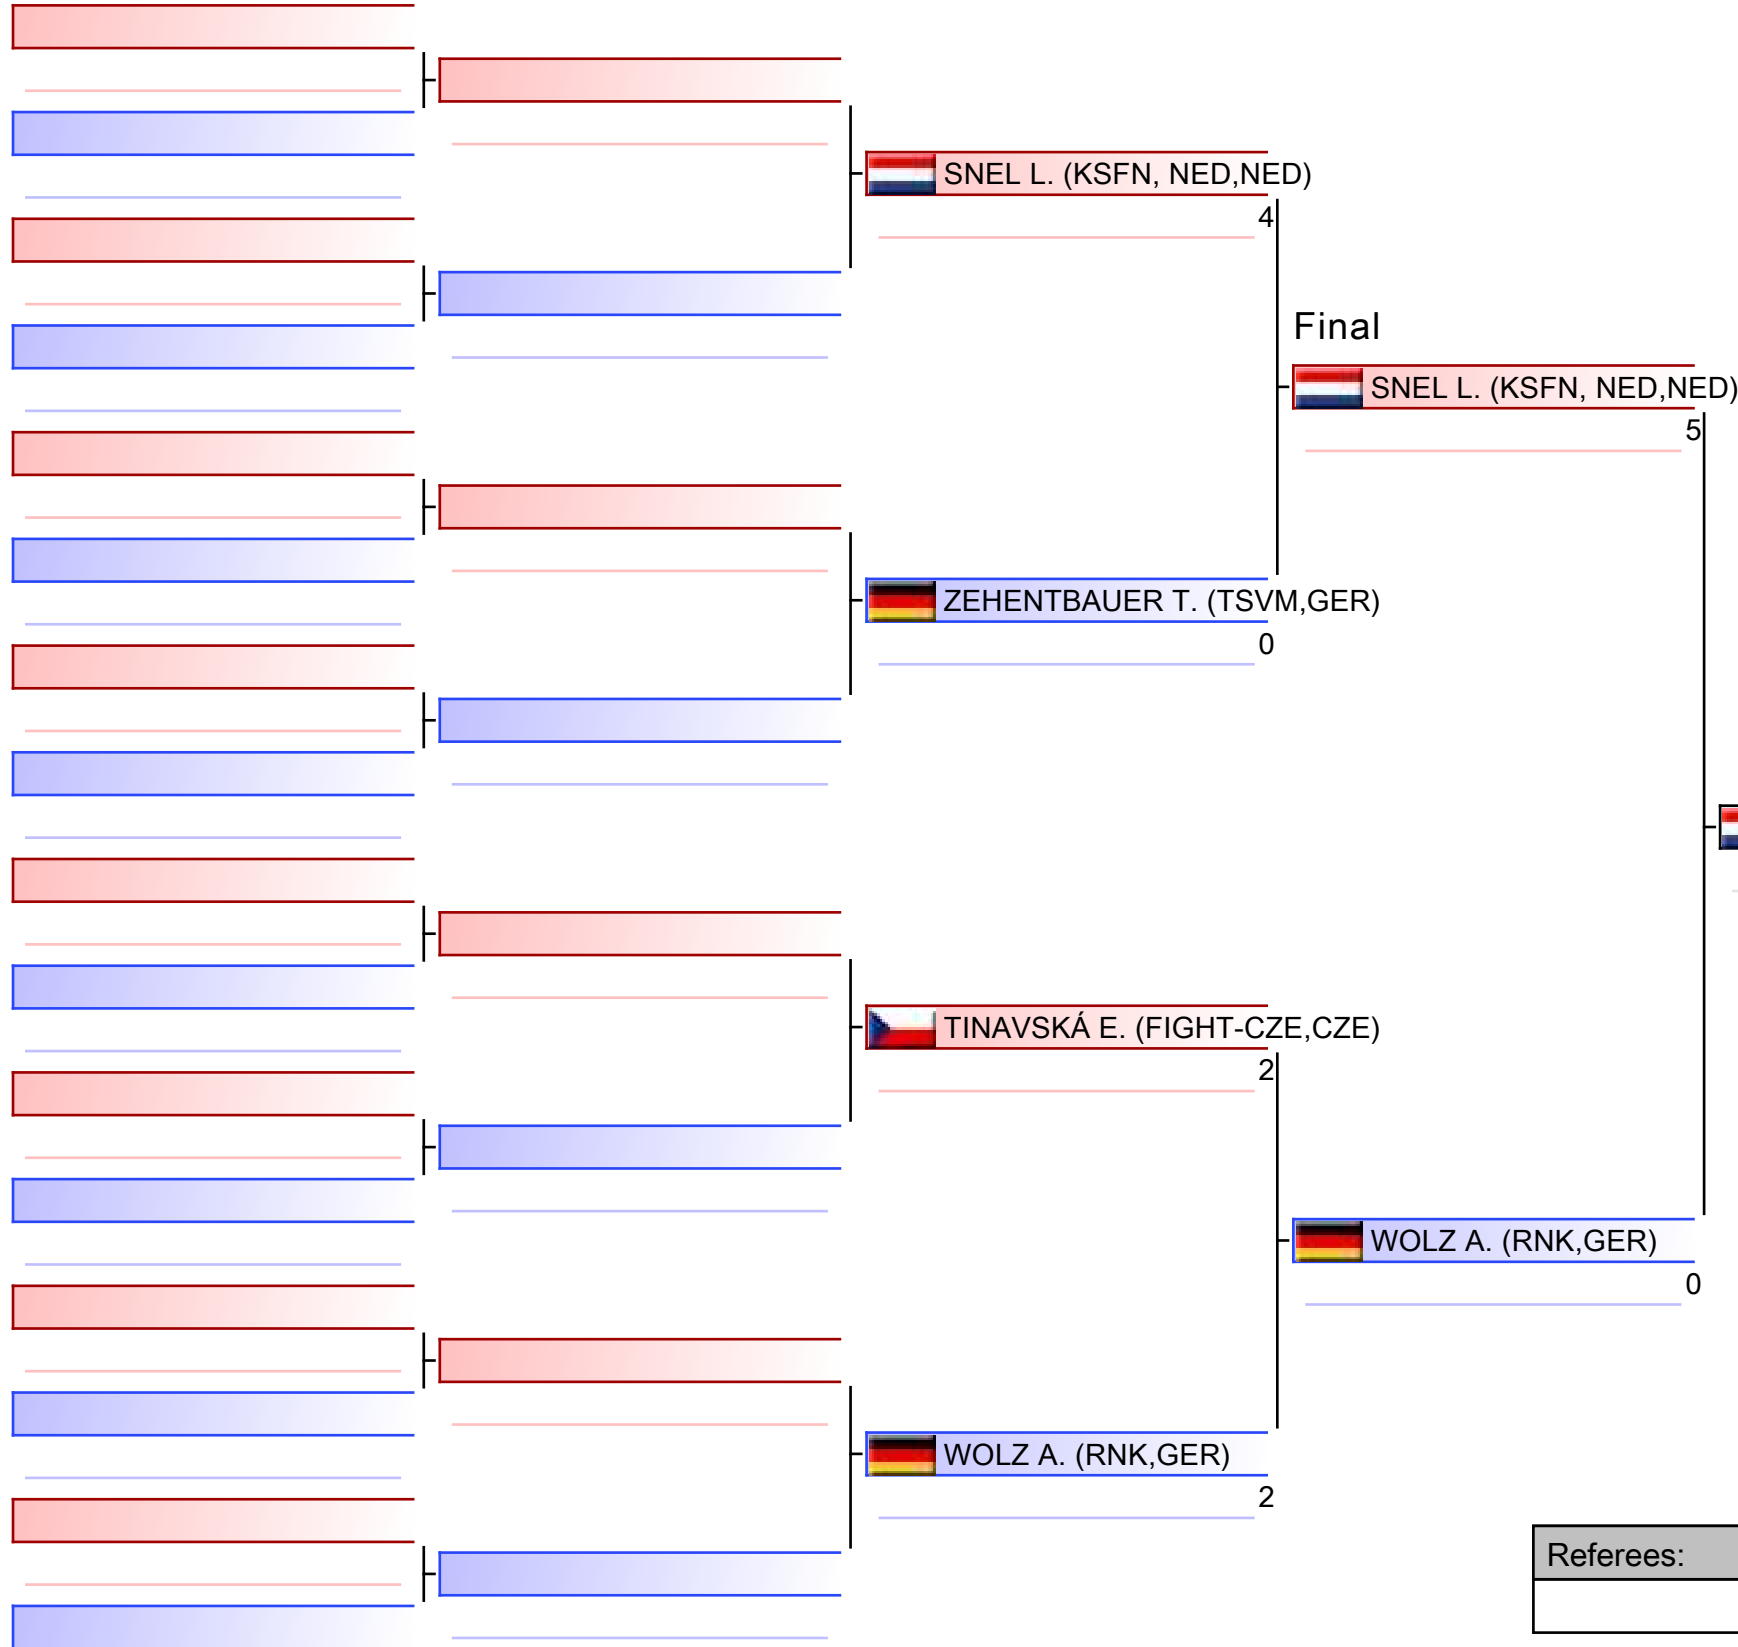 SNEL L. (KSFN, NED,NED)
4
Final
SNEL L. (KSFN, NED,NED)
5
ZEHENTBAUER T. (TSVM,GER)
0
TINAVSKÁ E. (FIGHT-CZE,CZE)
2
WOLZ A. (RNK,GER)
0
WOLZ A. (RNK,GER)
2
Referees: